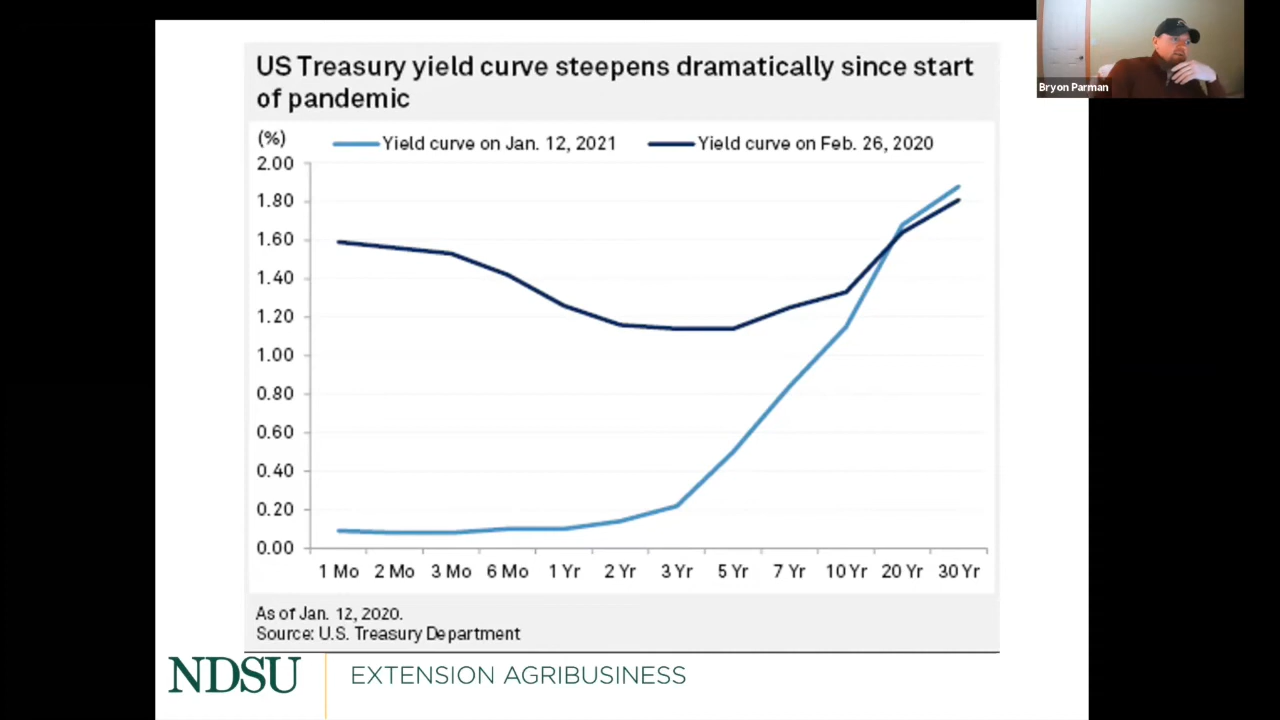 Bryon Parman
US Treasury yield curve steepens dramatically since start
of pandemic
(%)
Yield curve on Jan. 12, 2021
Yield curve on Feb. 26, 2020
2.00
1.80
1.60
1.40
1.20
1.00
0.80
0.60
0.40
0.20
0.00
1 Mo 2 Mo 3 Mo 6 Mo 1 Yr 2 Yr 3 Yr 5 Yr 7 Yr 10 Yr 20 Yr 30 Yr
As of Jan. 12, 2020.
Source: U.S. Treasury Department
NDSU
EXTENSION AGRIBUSINESS